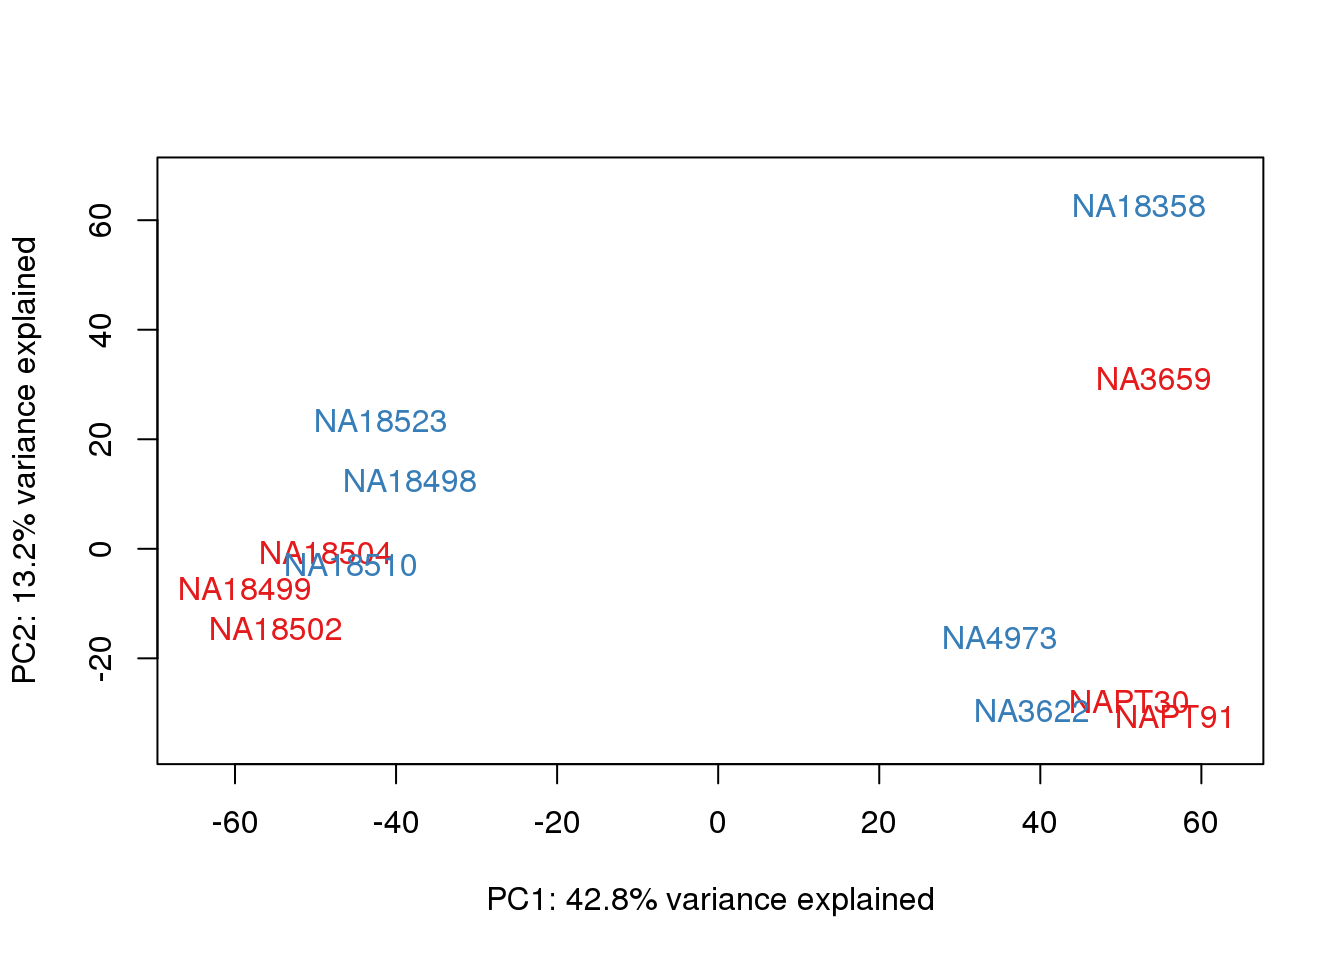 NA18358
NA3659
NA18523
NA18498
NA18504
NA18510
NA18499
NA18502
NA4973
NAPT30
NA3622
NAPT91
60
40
20
0
-20
PC2: 13.2% variance explained
-60 -40 -20 0 20 40 60
PC1: 42.8% variance explained